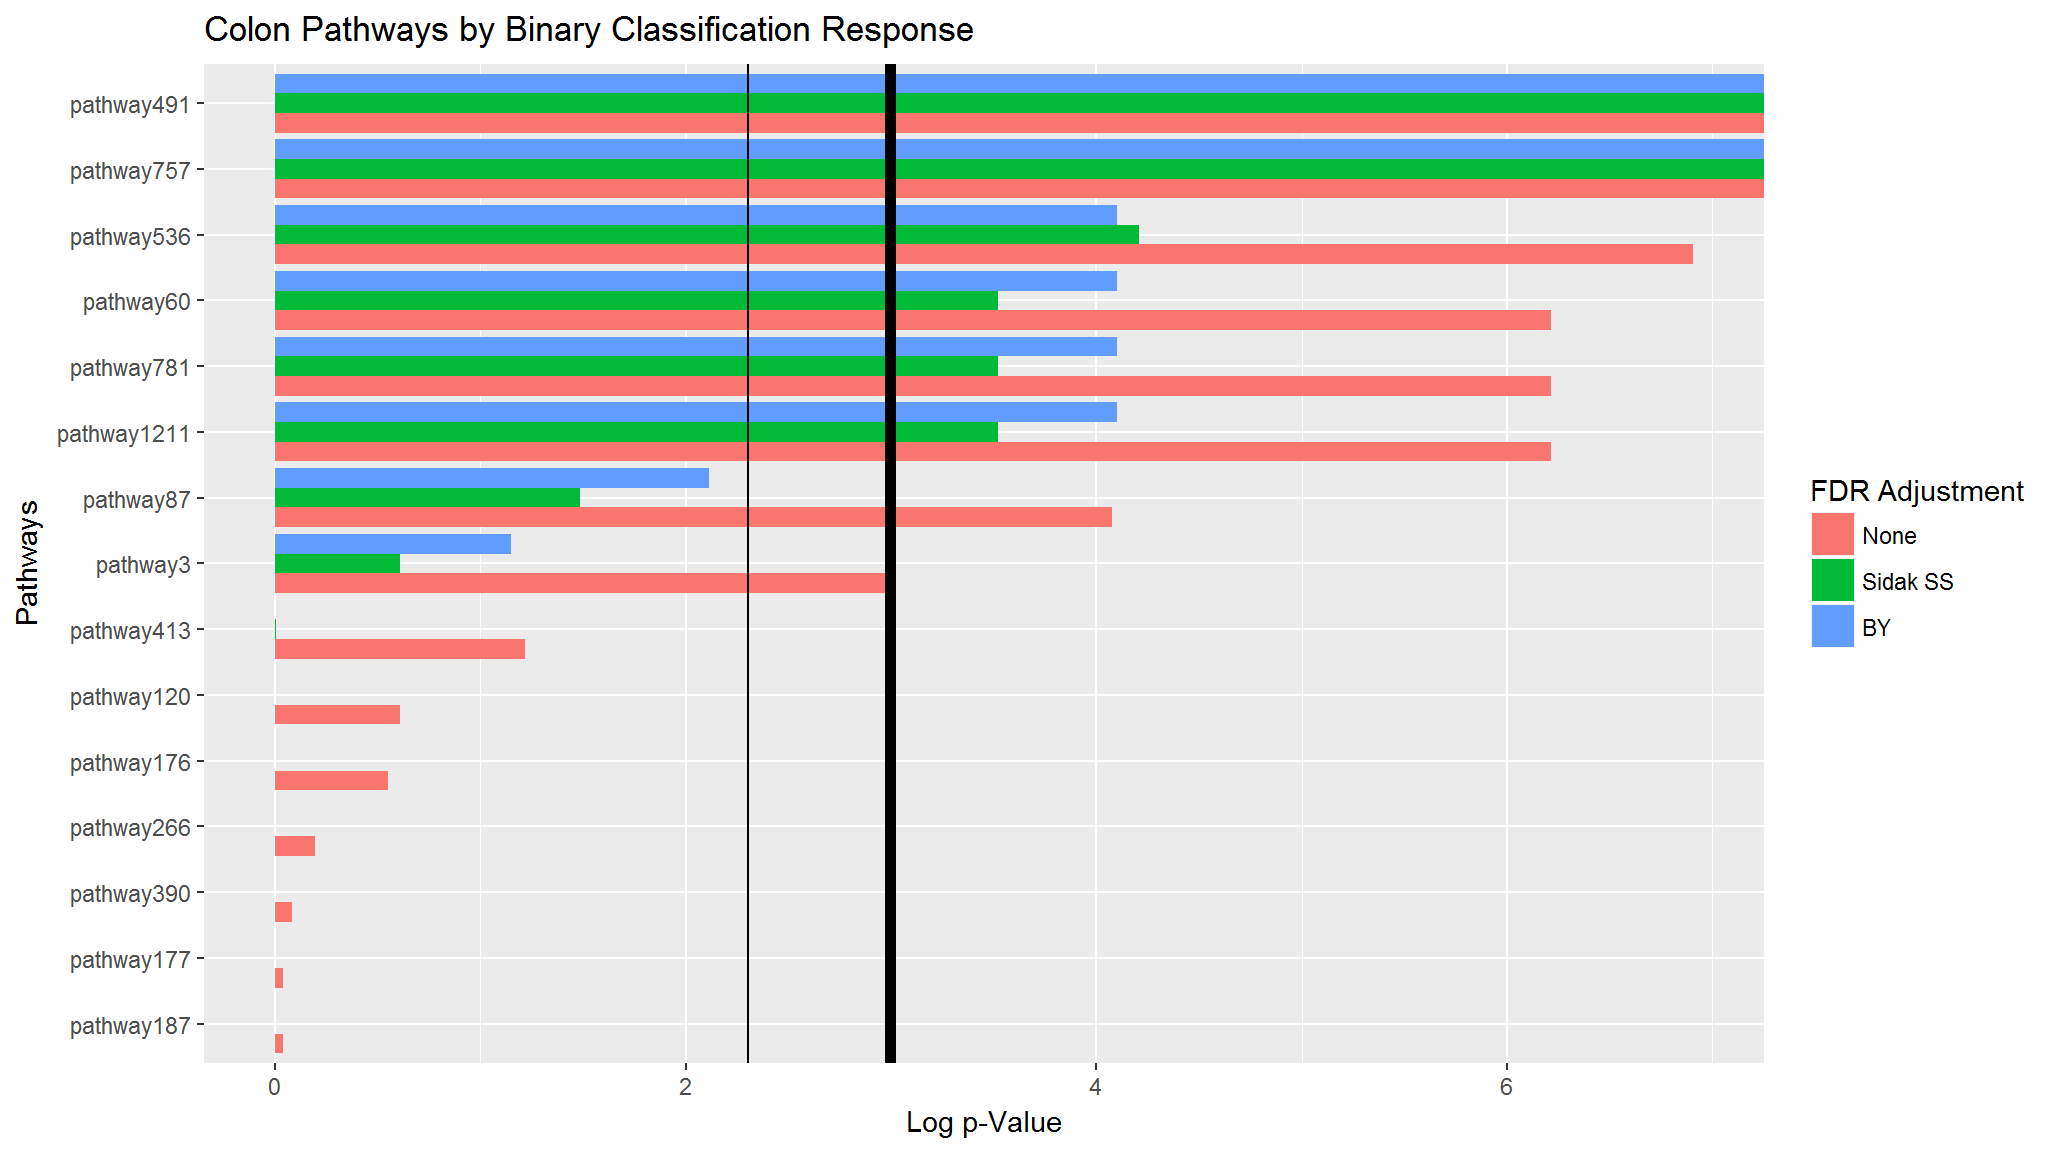 Colon Pathways by Binary Classification Response
pathway491
pathway757
pathway536
pathway60
pathway781
pathway1211
pathway87
pathway3
pathway413
pathway120
pathway176
pathway266
pathway390
pathway177
pathway187
Pathways
0 2 4 6
Log p-Value
FDR Adjustment
None
Sidak SS
BY